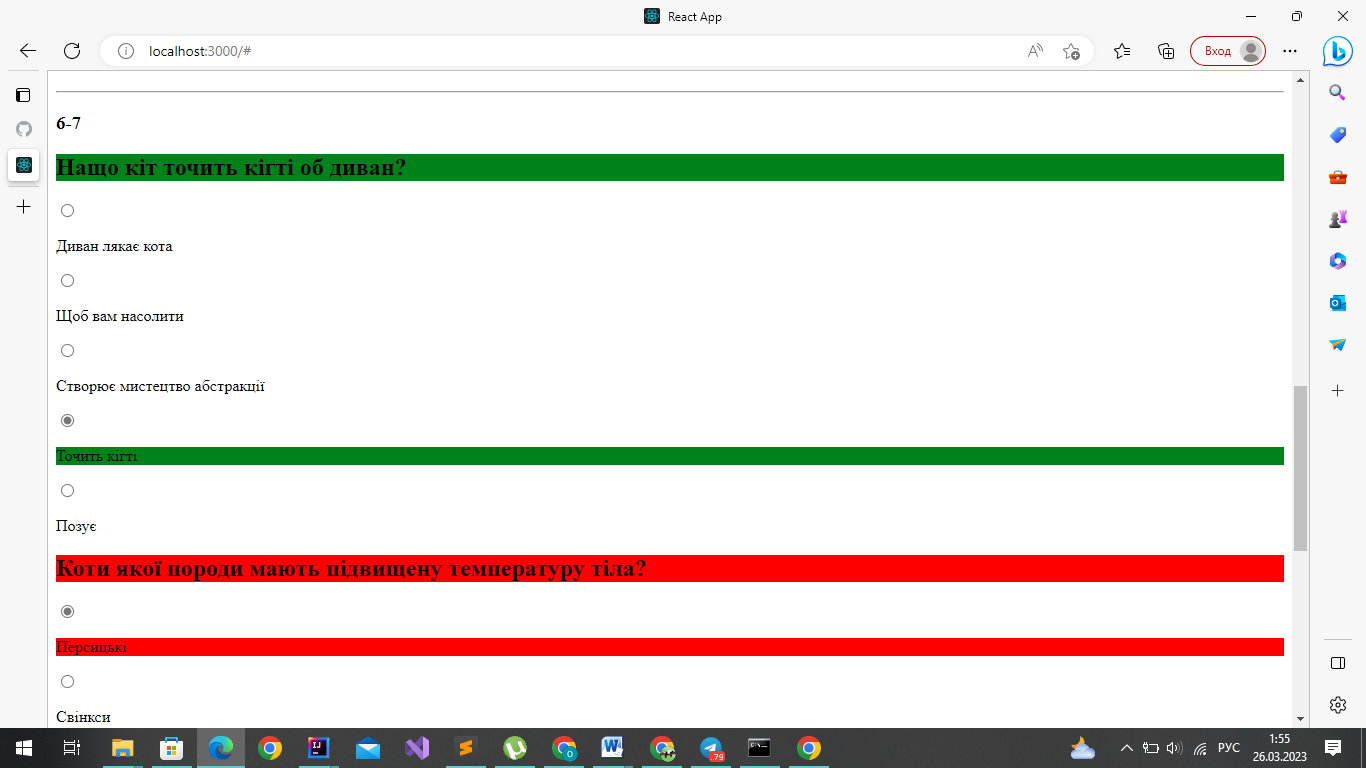 React App
localhost:3000/#
Вход
6-7
Нащо кіт точить кігті об диван?
Диван лякає кота
Щоб вам насолити
Створює мистецтво абстракції
Точить кігті
Позує
Коти якої породи мають підвищену температуру тіла?
Персицькі
Свінкси
79
РУС
1:55
26.03.2023